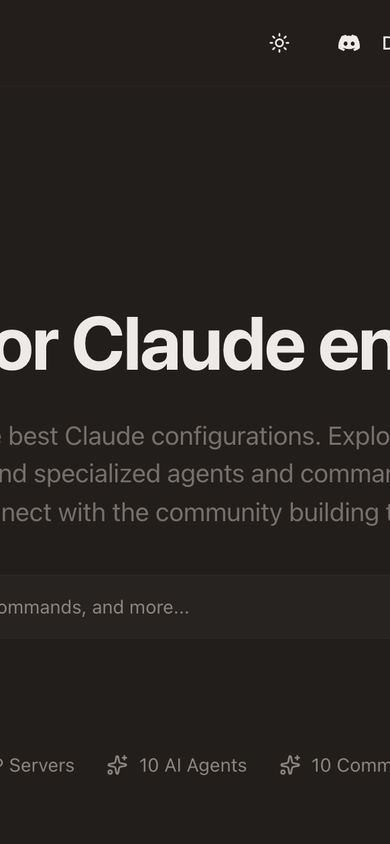 or Claude en
best Claude configurations. Explo
nd specialized agents and comman
nect with the community building
ommands, and more...
Servers 10 AI Agents 10 Comm